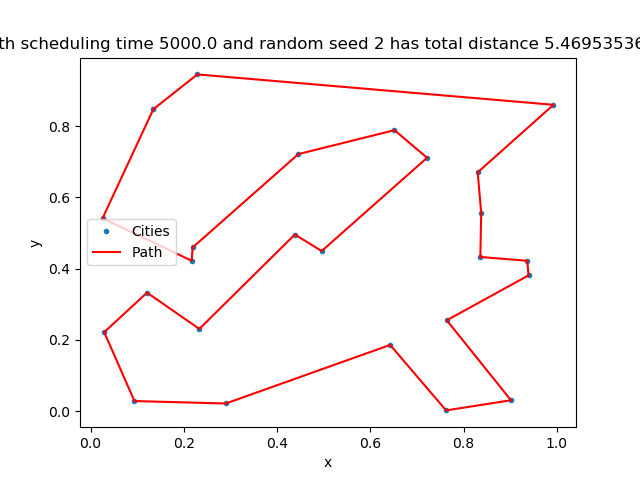 th scheduling time 5000.0 and random seed 2 has total distance 5.46953536
0.8
0.6
y
0.4
0.2
0.0
Cities
Path
0.0 0.2 0.4 0.6 0.8 1.0
x